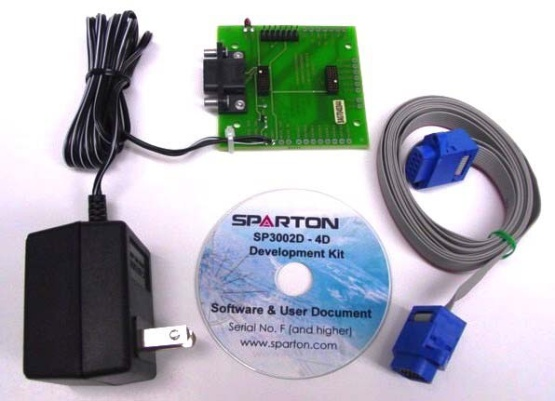 SPARTON
SP3002D - 4D
Development Kit
Software & User Document
Serial No. F (and higher)
www.sparton.com